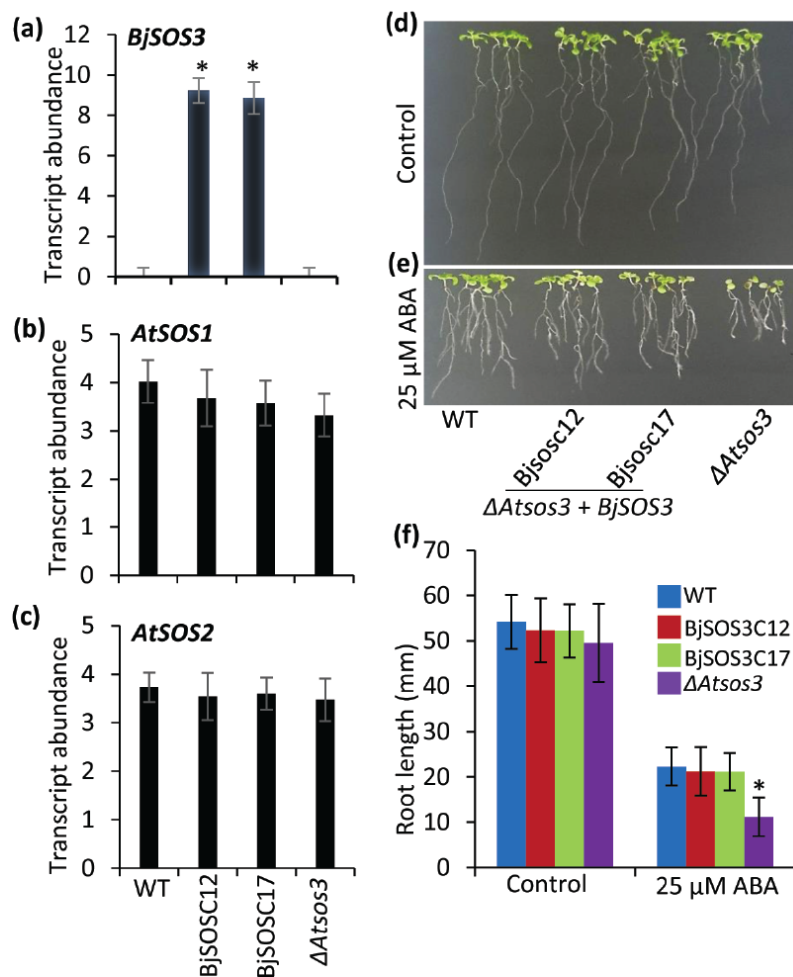 (a)
BjSOS3
Transcript abundance
12
10
8
6
4
2
0
* *
(b)
AtSOS1
Transcript abundance
5
4
3
2
1
0
(c)
AtSOS2
Transcript abundance
5
4
3
2
1
0
WT
BjSOSC12
BjSOSC17
ΔAtsos3
(d)
Control
(e)
25 µM ABA
WT
Bjsosc12
Bjsosc17
ΔAtsos3
ΔAtsos3 + BjSOS3
(f)
Root length (mm)
70
60
50
40
30
20
10
0
WT
BjSOS3C12
BjSOS3C17
ΔAtsos3
*
Control 25 µM ABA